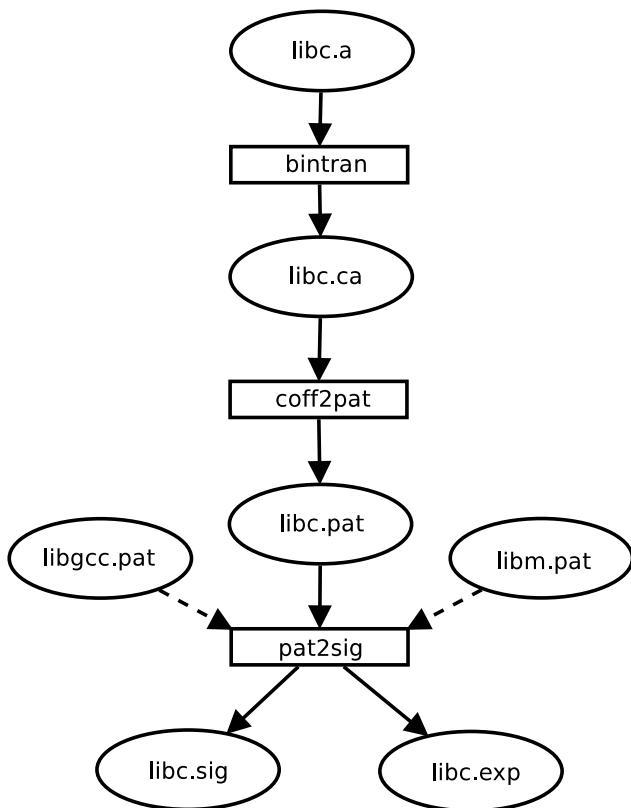 libc.a
bintran
libc.ca
coff2pat
libc.pat
libgcc.pat
libm.pat
pat2sig
libc.sig
libc.exp